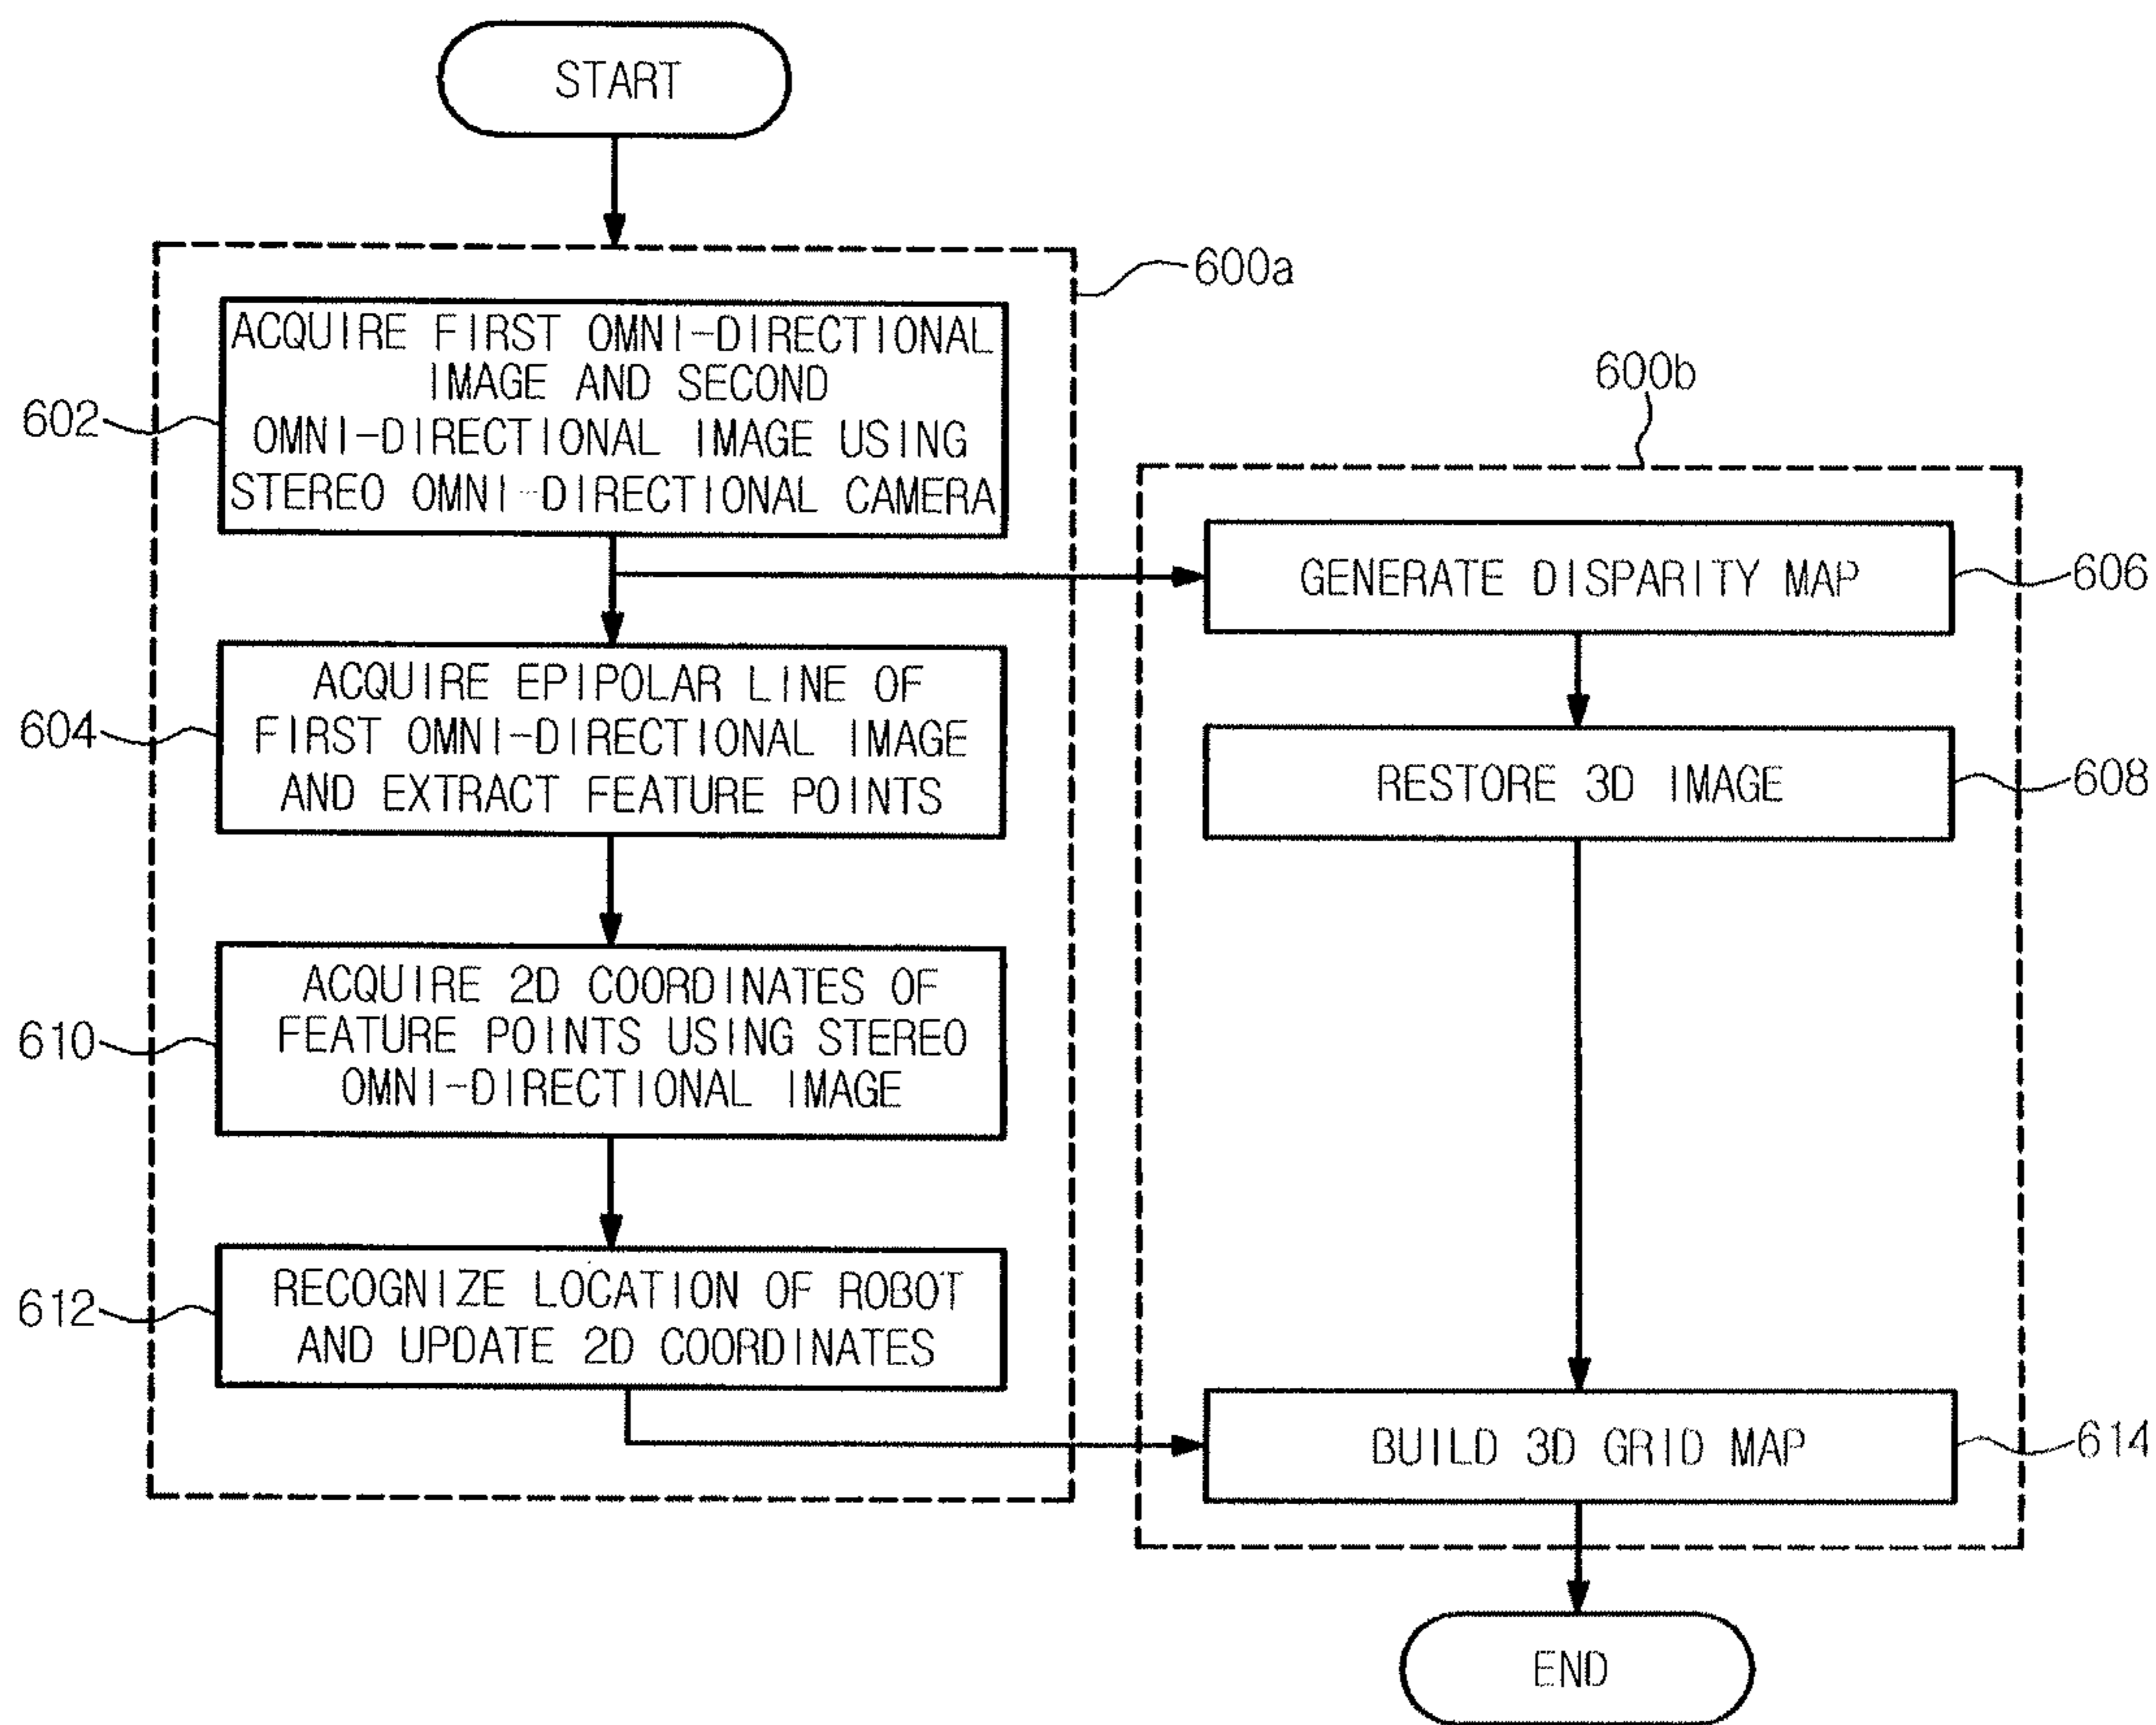 START
600a
602
ACQUIRE FIRST OMNI-DIRECTIONAL
IMAGE AND SECOND
OMNI-DIRECTIONAL IMAGE USING
STEREO OMNI-DIRECTIONAL CAMERA
604
ACQUIRE EPIPOLAR LINE OF
FIRST OMNI-DIRECTIONAL IMAGE
AND EXTRACT FEATURE POINTS
610
ACQUIRE 2D COORDINATES OF
FEATURE POINTS USING STEREO
OMNI-DIRECTIONAL IMAGE
612
RECOGNIZE LOCATION OF ROBOT
AND UPDATE 2D COORDINATES
600b
GENERATE DISPARITY MAP
606
RESTORE 3D IMAGE
608
BUILD 3D GRID MAP
614
END